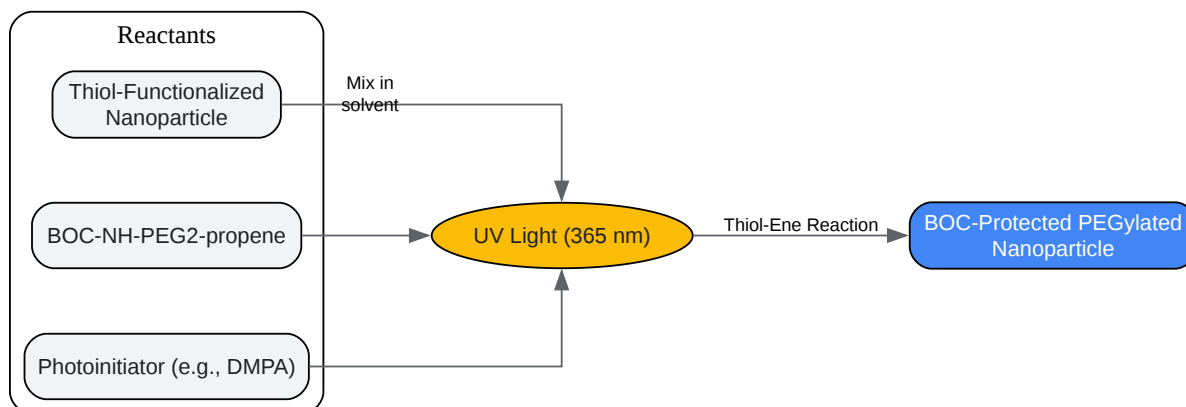 Reactants
Thiol-Functionalized
Nanoparticle
Mix in
solvent
BOC-NH-PEG2-propene
UV Light (365 nm)
Thiol-Ene Reaction
BOC-Protected PEGylated
Nanoparticle
Photoinitiator (e.g., DMPA)